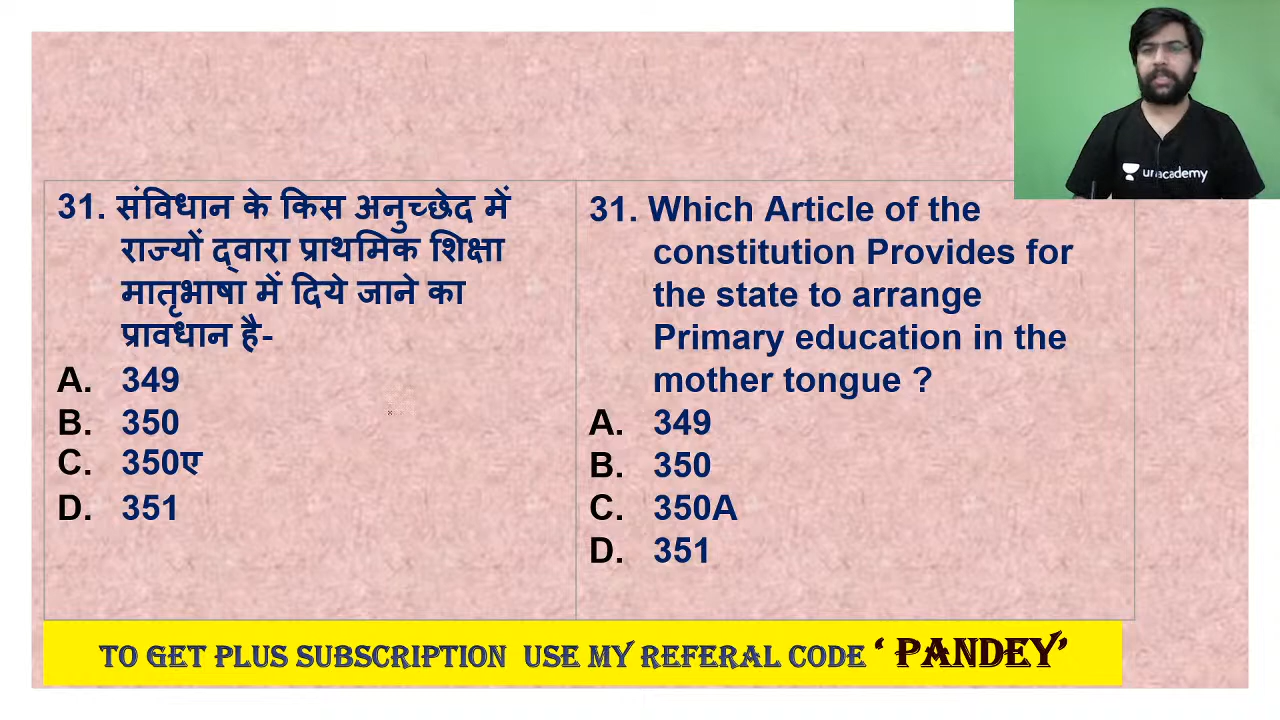 unacademy
31. संविधान के किस अनुच्छेद में
राज्यों द्वारा प्राथमिक शिक्षा
मातृभाषा में दिये जाने का
प्रावधान है-
A. 349
B. 350
C. 350ए
D. 351
31. Which Article of the
constitution Provides for
the state to arrange
Primary education in the
mother tongue ?
A. 349
B. 350
C. 350A
D. 351
TO GET PLUS SUBSCRIPTION USE MY REFERAL CODE ‘ PANDEY’